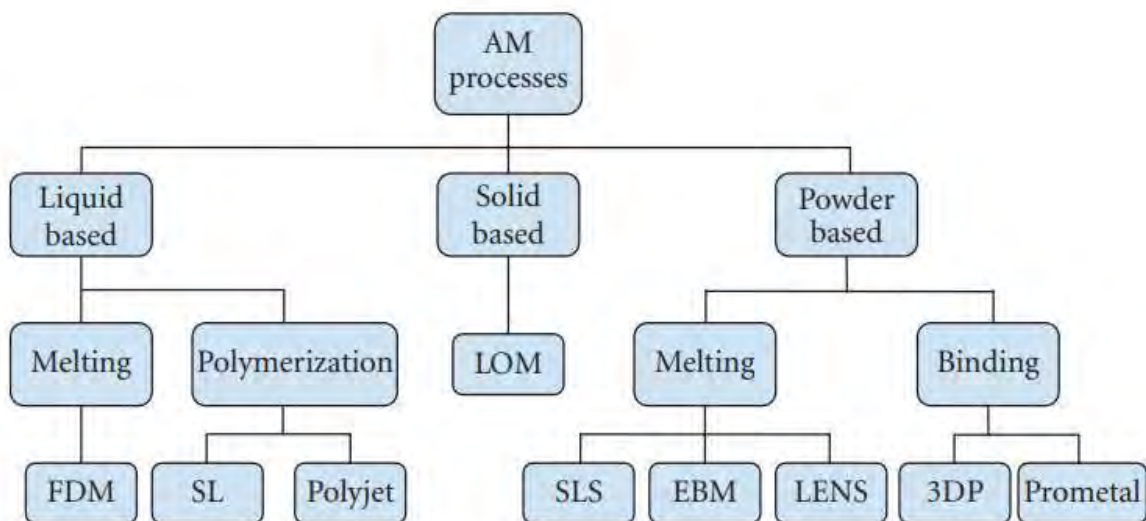 AM
processes
Liquid
based
Solid
based
Powder
based
Melting
Polymerization
LOM
Melting
Binding
FDM
SL
Polyjet
SLS
EBM
LENS
3DP
Prometal